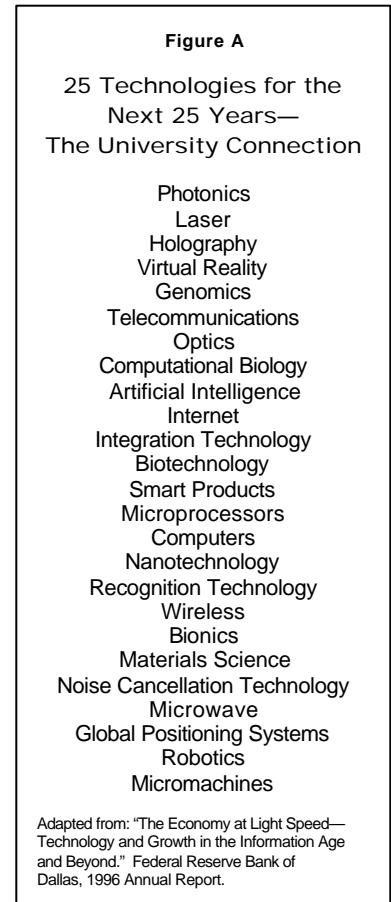 Figure A
25 Technologies for the
Next 25 Years—
The University Connection
Photonics
Laser
Holography
Virtual Reality
Genomics
Telecommunications
Optics
Computational Biology
Artificial Intelligence
Internet
Integration Technology
Biotechnology
Smart Products
Microprocessors
Computers
Nanotechnology
Recognition Technology
Wireless
Bionics
Materials Science
Noise Cancellation Technology
Microwave
Global Positioning Systems
Robotics
Micromachines
Adapted from: “The Economy at Light Speed—
Technology and Growth in the Information Age
and Beyond.” Federal Reserve Bank of
Dallas, 1996 Annual Report.